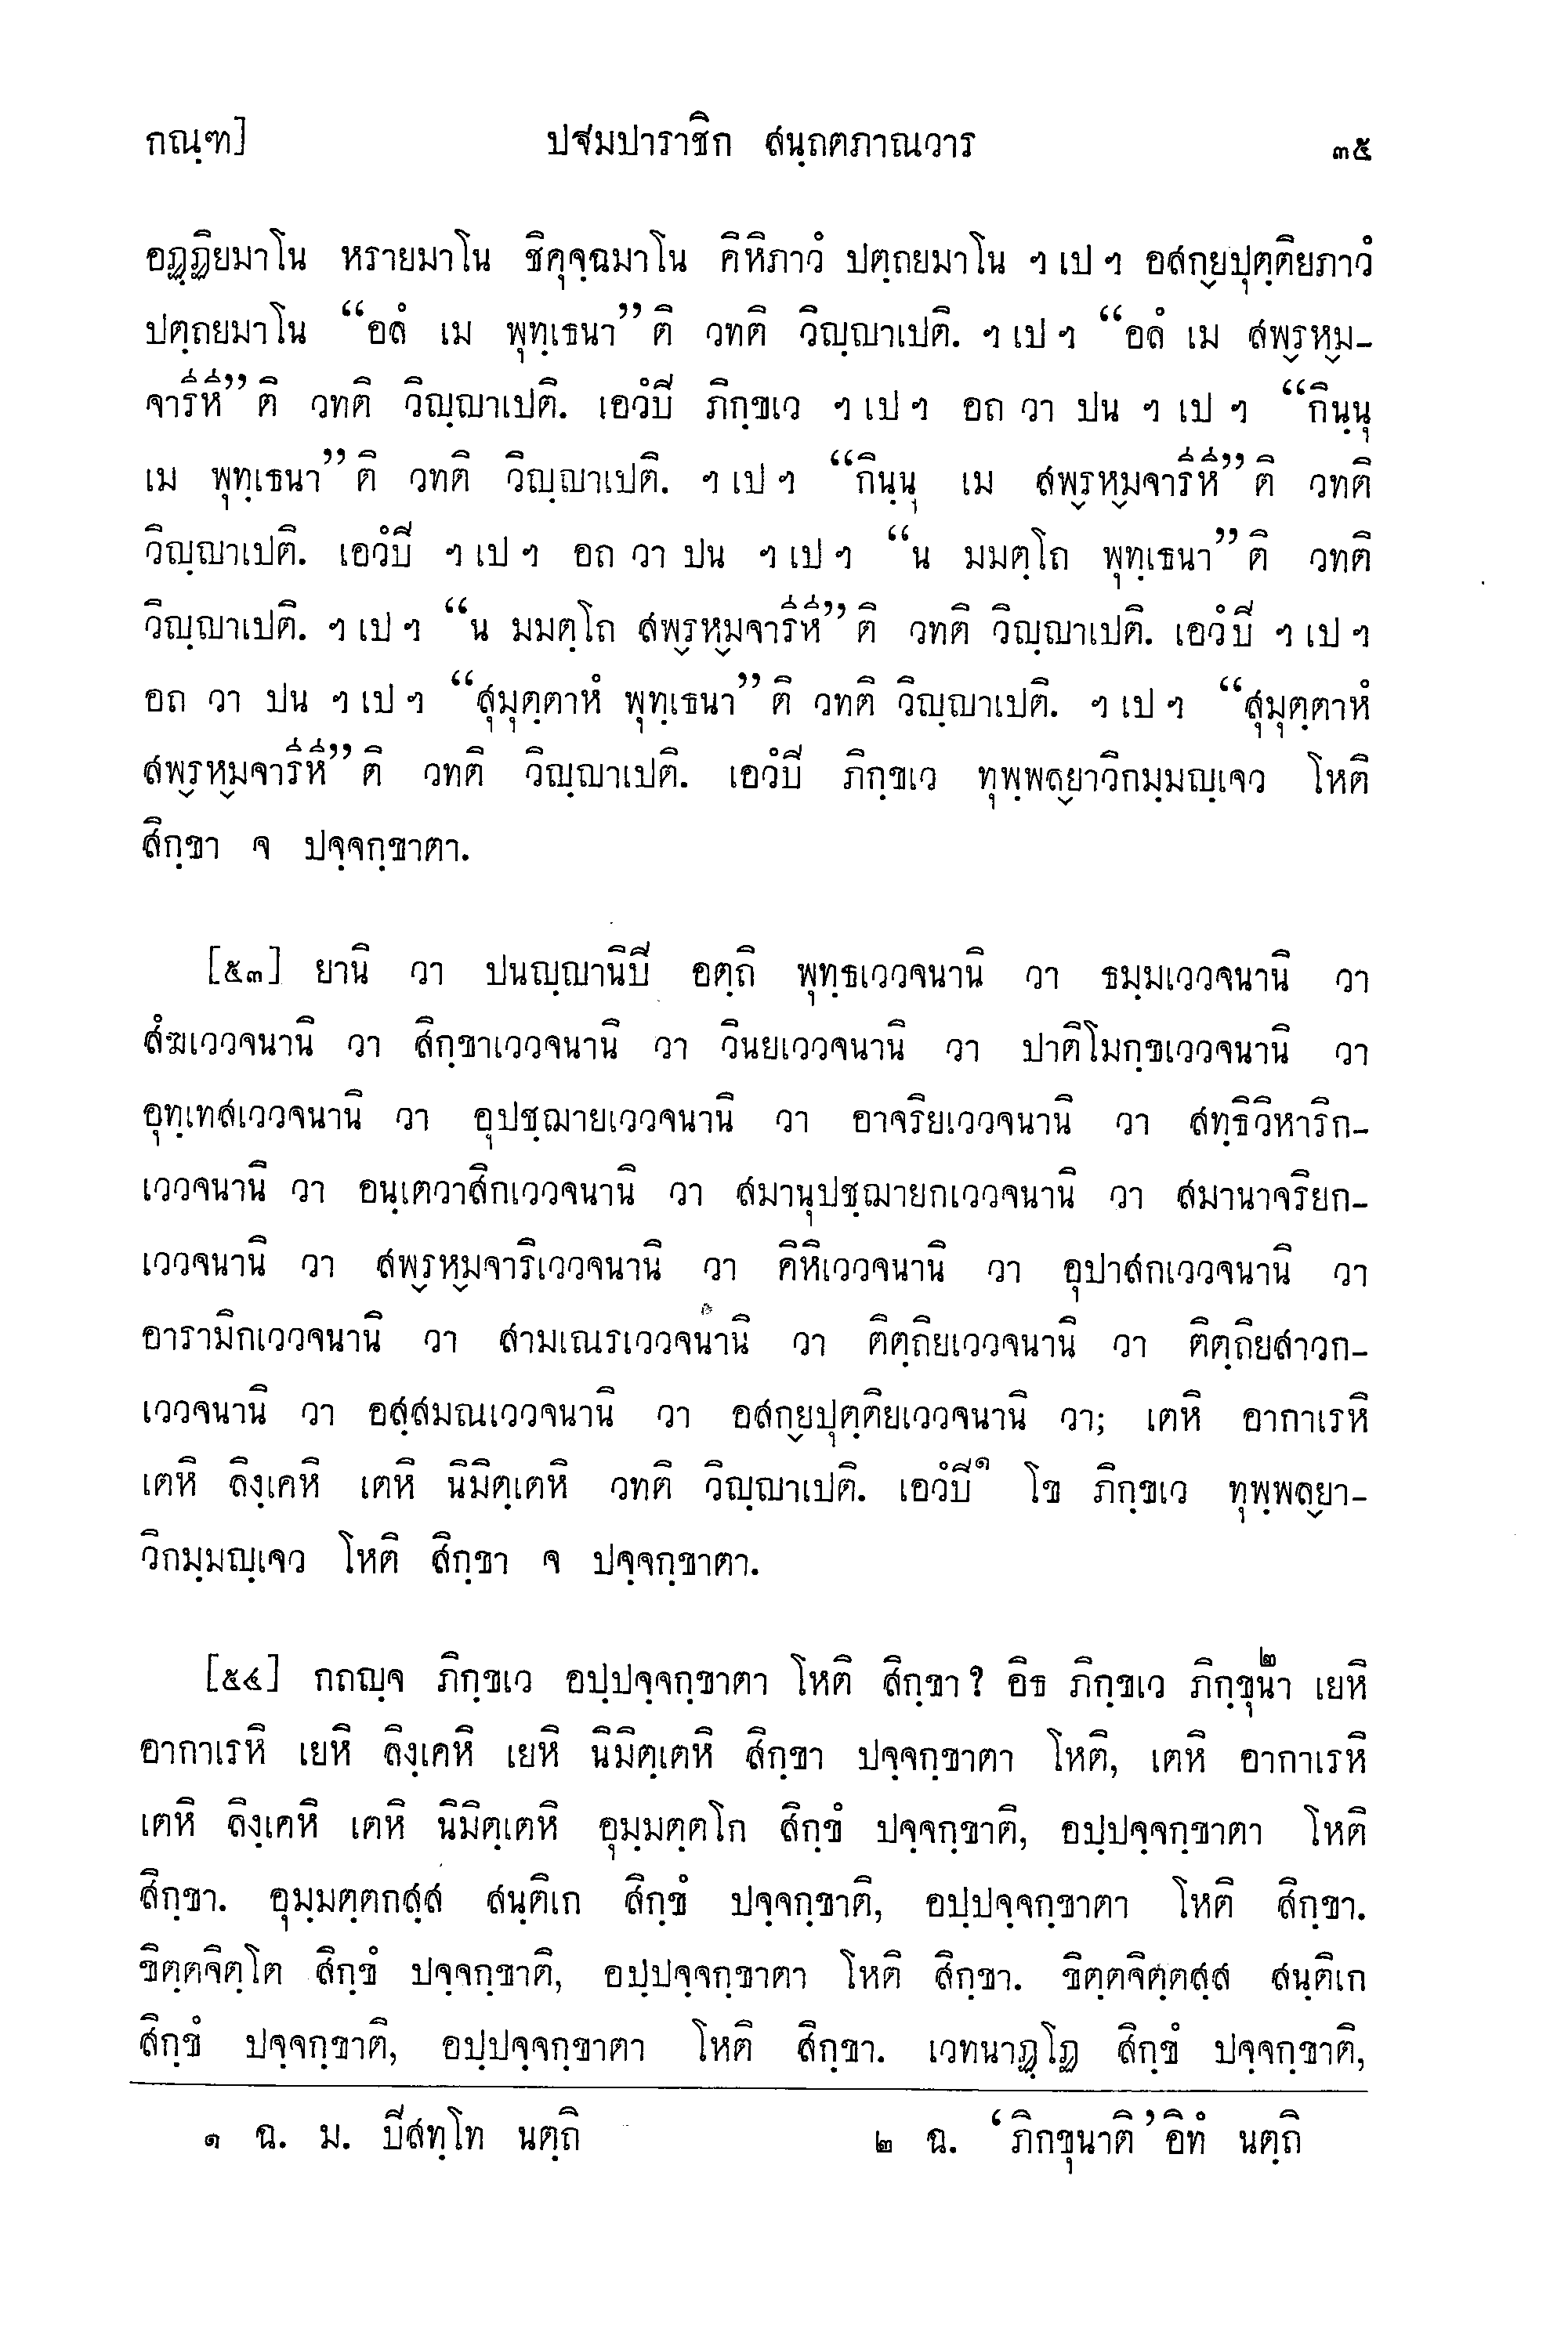 กณฺฑ] ปฐมปาราชิก สนฺถตภาณวาร ๓๕
อฏฺฏิยมาโน หรายมาโน ชิคุจฺฉมาโน คิหิภาวํ ปตฺถยมาโน ฯ เป ฯ อสกฺยปุตฺติยภาวํ
ปตฺถยมาโน “อลํ เม พุทฺเธนา” ติ วทติ วิญฺญาเปติ. ฯ เป ฯ “อลํ เม สพฺรหฺม-
จารีหี” ติ วทติ วิญฺญาเปติ. เอวํปิ ภิกฺขเว ฯ เป ฯ อถ วา ปน ฯ เป ฯ “กินฺนุ
เม พุทฺเธนา” ติ วทติ วิญฺญาเปติ. ฯ เป ฯ “กินฺนุ เม สพฺรหฺมจารีหี” ติ วทติ
วิญฺญาเปติ. เอวํปิ ฯ เป ฯ อถ วา ปน ฯ เป ฯ “น มมตฺโถ พุทฺเธนา” ติ วทติ
วิญฺญาเปติ. ฯ เป ฯ “น มมตฺโถ สพฺรหฺมจารีหี” ติ วทติ วิญฺญาเปติ. เอวํปิ ฯ เป ฯ
อถ วา ปน ฯ เป ฯ “สุมุตฺตาหํ พุทฺเธนา” ติ วทติ วิญฺญาเปติ. ฯ เป ฯ “สุมุตฺตาหํ
สพฺรหฺมจารีหี” ติ วทติ วิญฺญาเปติ. เอวํปิ ภิกฺขเว ทุพฺพลฺยาวิกมฺมญฺเจว โหติ
สิกฺขา จ ปจฺจกฺขาตา.
[๕๓] ยานิ วา ปนญฺญานิปิ อตฺถิ พุทฺธเววจนานิ วา ธมฺมเววจนานิ วา
สํฆเววจนานิ วา สิกฺขาเววจนานิ วา วินยเววจนานิ วา ปาติโมกฺขเววจนานิ วา
อุทฺเทสเววจนานิ วา อุปชฺฌายเววจนานิ วา อาจริยเววจนานิ วา สทฺธิวิหาริก-
เววจนานิ วา อนฺเตวาสิกเววจนานิ วา สมานุปชฺฌายกเววจนานิ วา สมานาจริยก-
เววจนานิ วา สพฺรหฺมจาริเววจนานิ วา คิหิเววจนานิ วา อุปาสกเววจนานิ วา
อารามิกเววจนานิ วา สามเณรเววจนานิ วา ติตฺถิยเววจนานิ วา ติตฺถิยสาวก-
เววจนานิ วา อสฺสมณเววจนานิ วา อสกฺยปุตฺติยเววจนานิ วา; เตหิ อากาเรหิ
เตหิ ลิงฺเคหิ เตหิ นิมิตฺเตหิ วทติ วิญฺญาเปติ. เอวํปิ๑ โข ภิกฺขเว ทุพฺพลฺยา-
วิกมฺมญฺเจว โหติ สิกฺขา จ ปจฺจกฺขาตา.
[๕๔] กถญฺจ ภิกฺขเว อปฺปจฺจกฺขาตา โหติ สิกฺขา? อิธ ภิกฺขเว ภิกฺขุนา๒ เยหิ
อากาเรหิ เยหิ ลิงฺเคหิ เยหิ นิมิตฺเตหิ สิกฺขา ปจฺจกฺขาตา โหติ, เตหิ อากาเรหิ
เตหิ ลิงฺเคหิ เตหิ นิมิตฺเตหิ อุมฺมตฺตโก สิกฺขํ ปจฺจกฺขาติ, อปฺปจฺจกฺขาตา โหติ
สิกฺขา. อุมฺมตฺตกสฺส สนฺติเก สิกฺขํ ปจฺจกฺขาติ, อปฺปจฺจกฺขาตา โหติ สิกฺขา.
ขิตฺตจิตฺโต สิกฺขํ ปจฺจกฺขาติ, อปฺปจฺจกฺขาตา โหติ สิกฺขา. ขิตฺตจิตฺตสฺส สนฺติเก
สิกฺขํ ปจฺจกฺขาติ, อปฺปจฺจกฺขาตา โหติ สิกฺขา. เวทนาฏฺโฏ สิกฺขํ ปจฺจกฺขาติ,
๑ ฉ. ม. ปิสทฺโท นตฺถิ ๒ ฉ. ‘ภิกขุนาติ’ อิทํ นตฺถิ